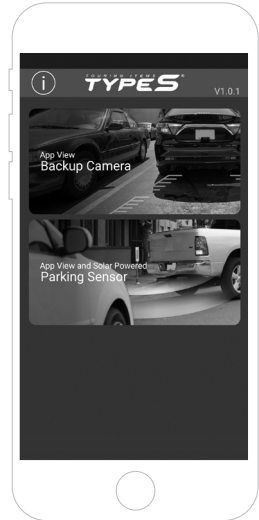 i
TOURING ITEMS
TYPE S
V1.0.1
App View
Backup Camera
App View and Solar Powered
Parking Sensor